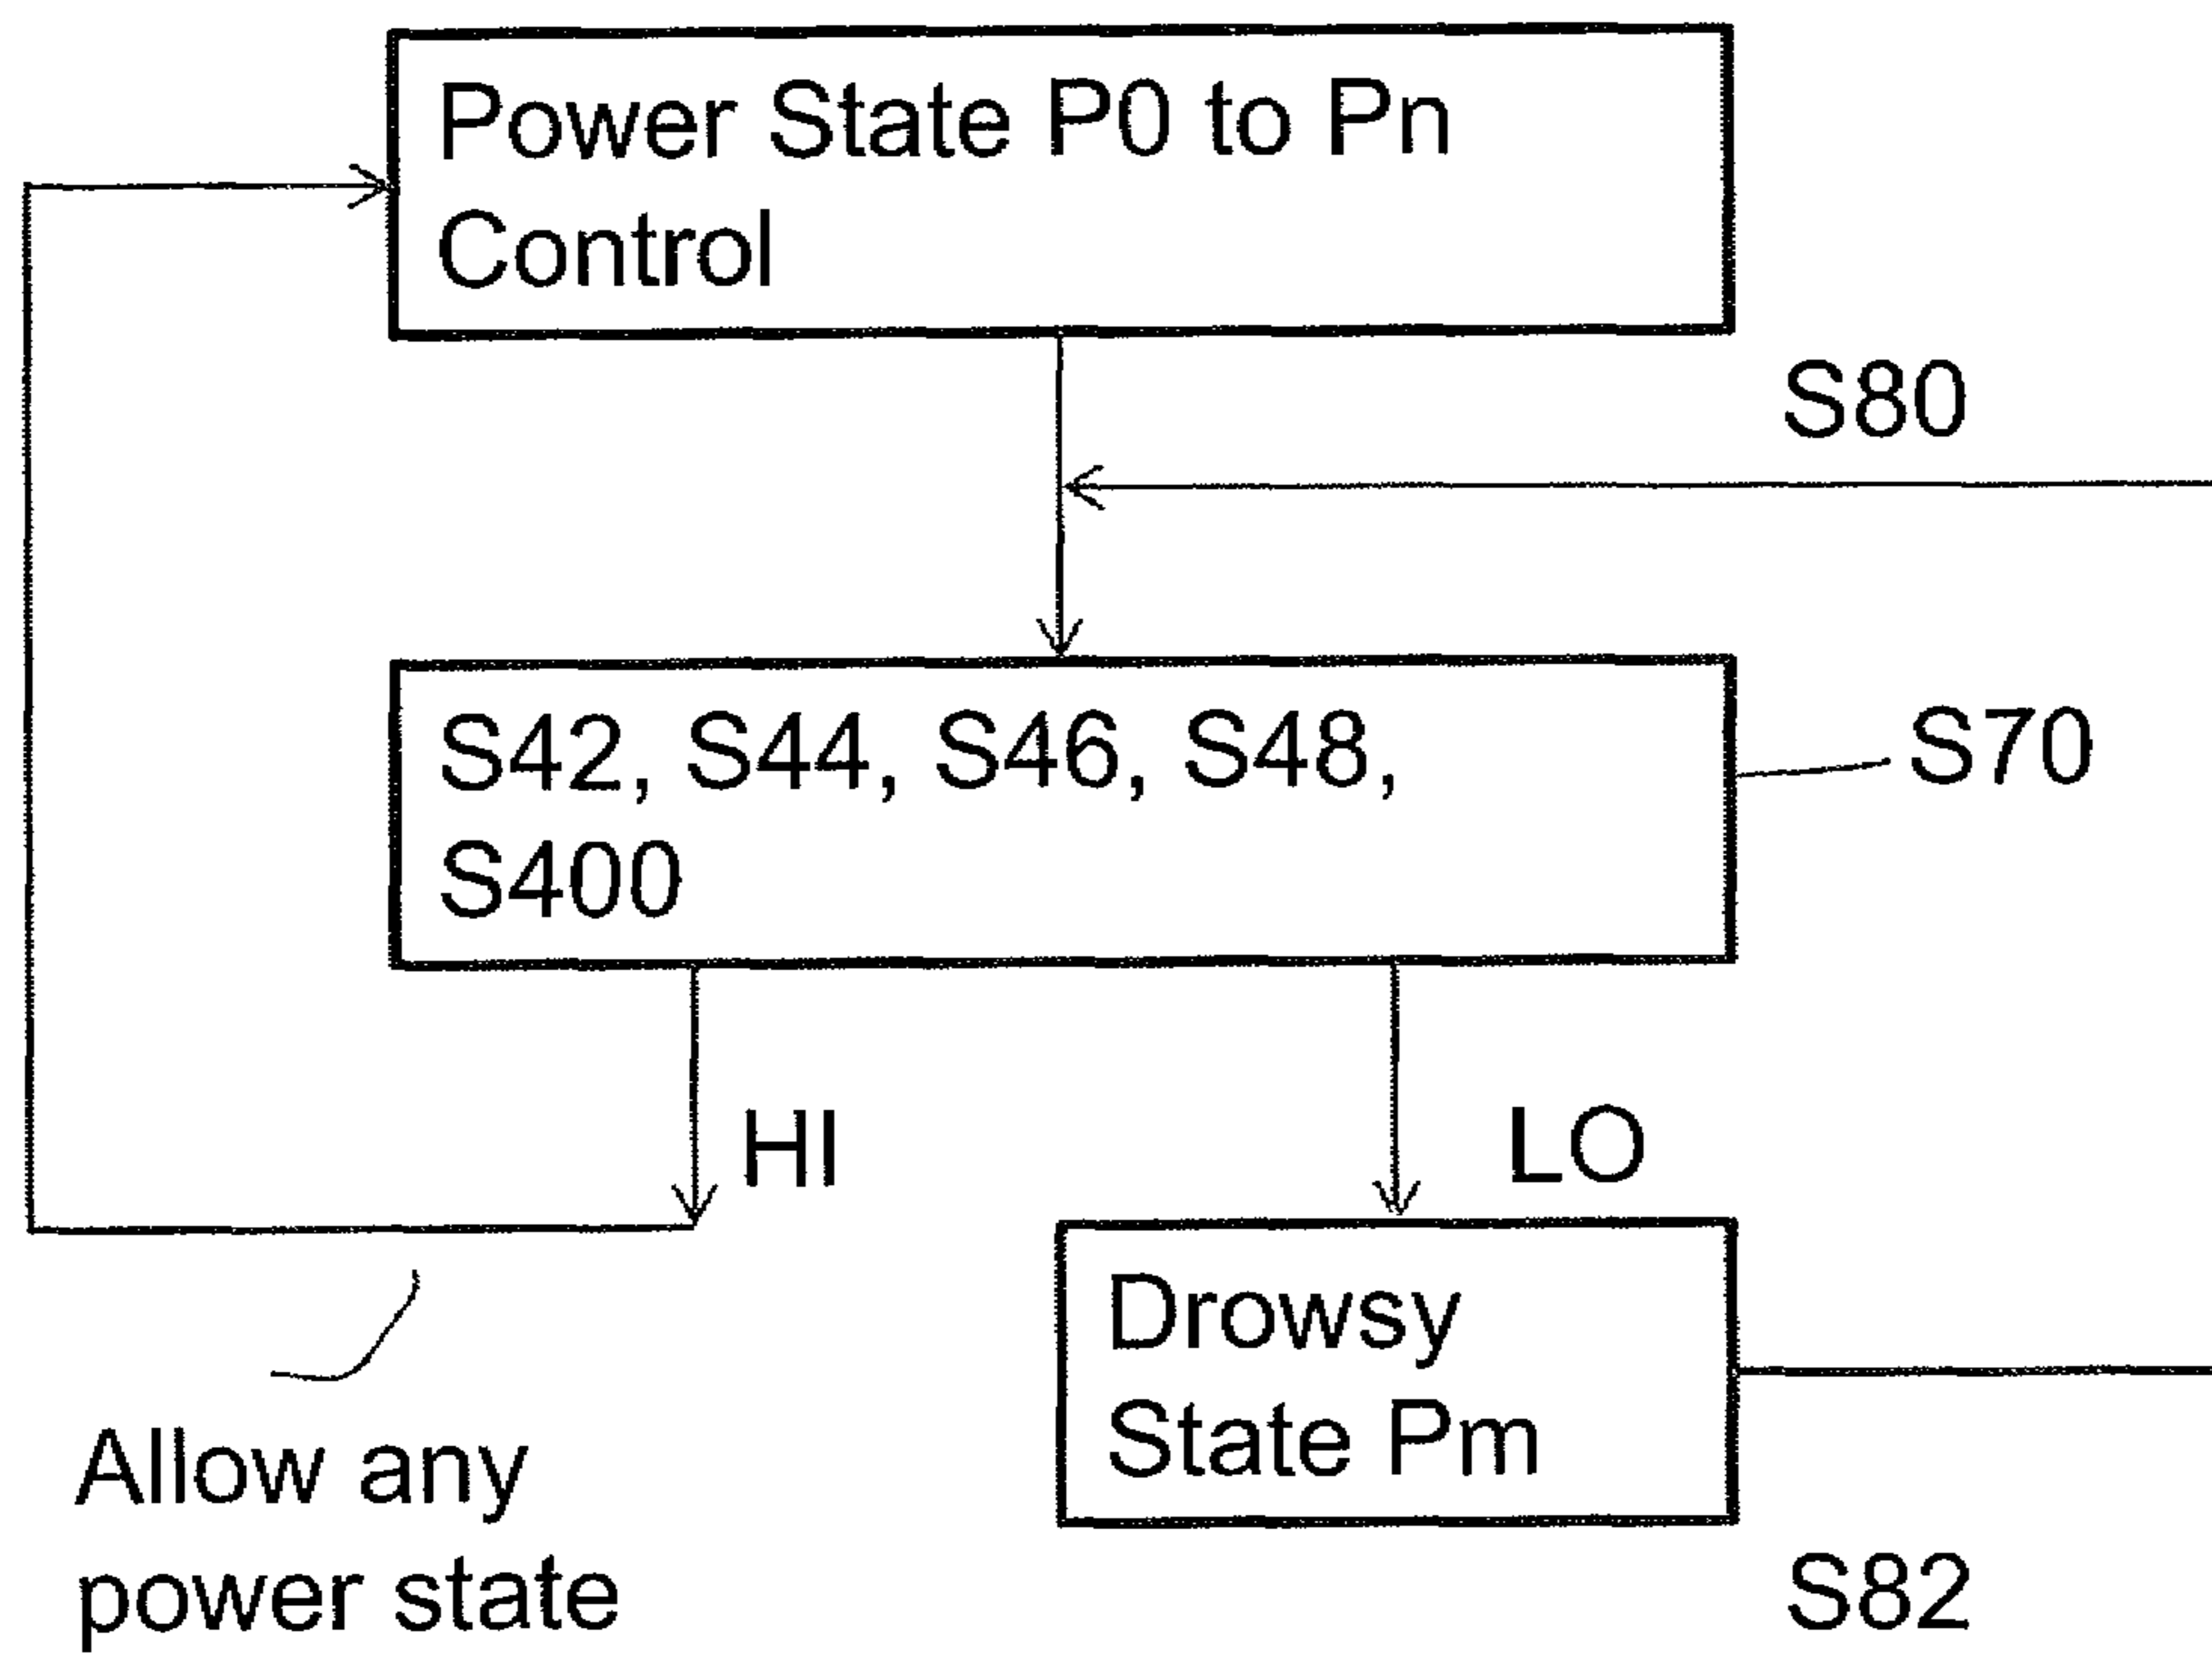 Power State P0 to Pn
Control
S80
S42, S44, S46, S48,
S400
S70
HI
LO
Drowsy
State Pm
Allow any
power state
S82